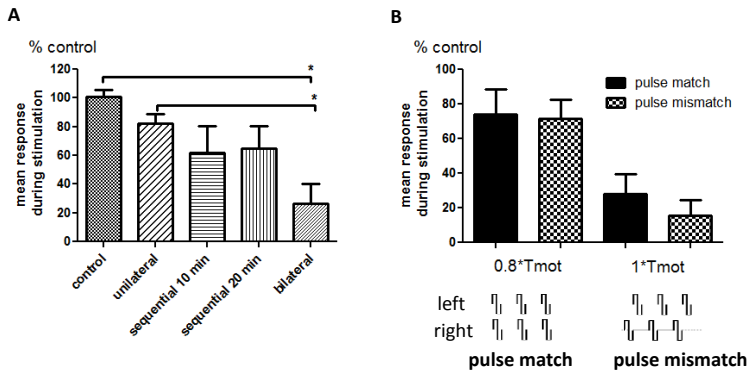 A
% control
mean response
during stimulation
120
100
80
60
40
20
0
*
*
control
unilateral
sequential 10 min
sequential 20 min
bilateral
B
% control
mean response
during stimulation
100
80
60
40
20
0
pulse match
pulse mismatch
0.8*Tmot
1*Tmot
left
right
pulse match
pulse mismatch